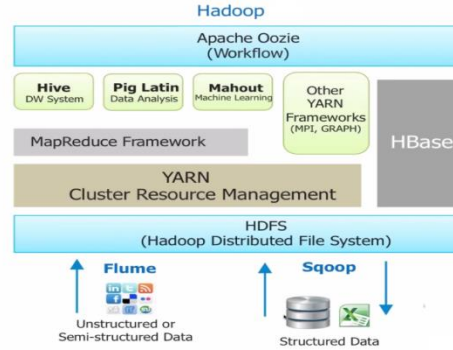 Hadoop
Apache Oozie
(Workflow)
Hive
DW System
Pig Latin
Data Analysis
Mahout
Machine Learning
Other
YARN
Frameworks
(MPI, GRAPH)
HBase
MapReduce Framework
YARN
Cluster Resource Management
HDFS
(Hadoop Distributed File System)
Flume
Sqoop
Unstructured or
Semi-structured Data
Structured Data